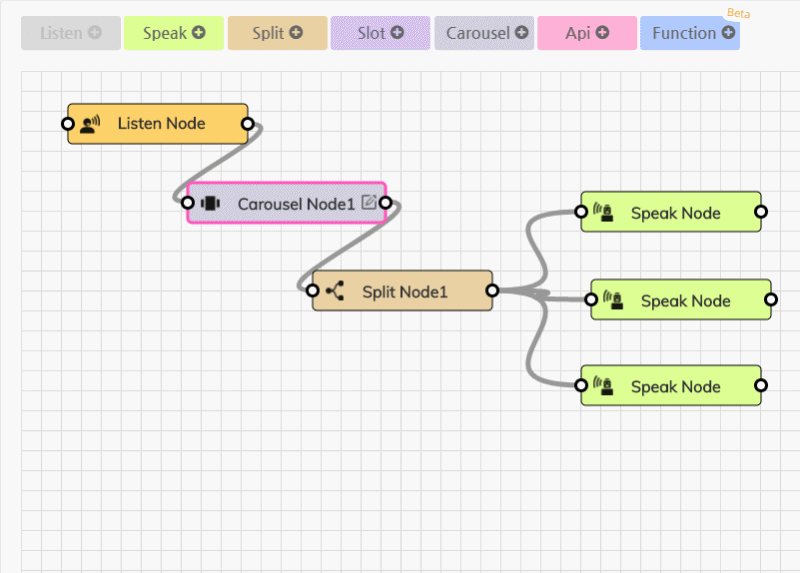 Beta
Listen Speak Split Slot Carousel Api Function
Listen Node
Carousel Node1
Speak Node
Split Node1
Speak Node
Speak Node